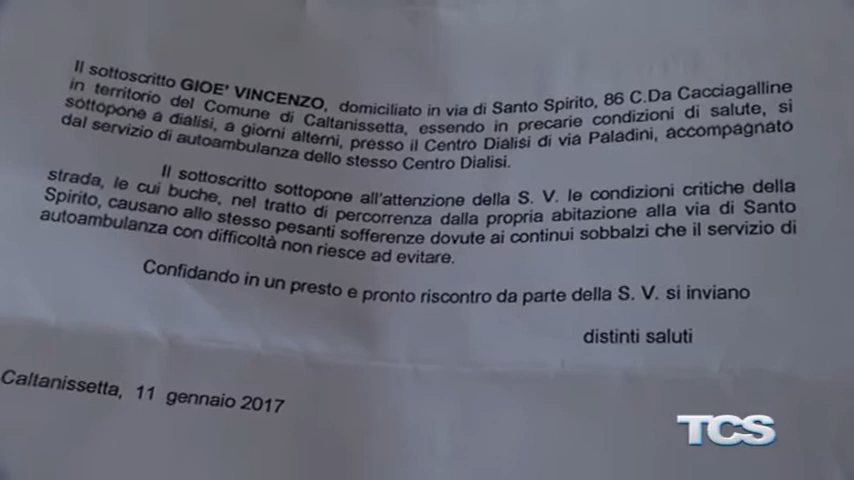 Il sottoscritto GIOE' VINCENZO, domiciliato in via di Santo Spirito, 86 C.Da Cacciagalline
in territorio del Comune di Caltanissetta, essendo in precarie condizioni di salute, si
sottopone a dialisi, a giorni alterni, presso il Centro Dialisi di via Paladini, accompagnato
dal servizio di autoambulanza dello stesso Centro Dialisi.
Il sottoscritto sottopone all'attenzione della S. V. le condizioni critiche della
strada, le cui buche, nel tratto di percorrenza dalla propria abitazione alla via di Santo
Spirito, causano allo stesso pesanti sofferenze dovute ai continui sobbalzi che il servizio di
autoambulanza con difficoltà non riesce ad evitare.
Confidando in un presto e pronto riscontro da parte della S. V. si inviano
distinti saluti
Caltanissetta, 11 gennaio 2017
TCS